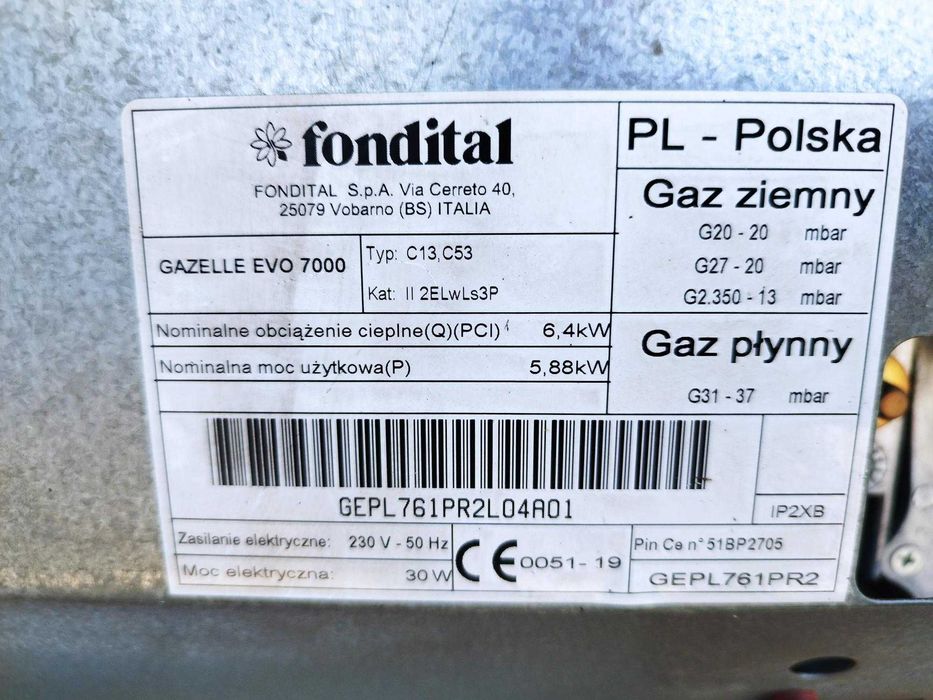 fondital
FONDITAL S.p.A. Via Cerreto 40,
25079 Vobarno (BS) ITALIA
PL - Polska
Gaz ziemny
G20 - 20 mbar
G27 - 20 mbar
G2.350 - 13 mbar
GAZELLE EVO 7000
Typ: C13,C53
Kat: II 2ELwLs3P
Nominalne obciążenie cieplne(Q)(PCI) 6,4kW
Nominalna moc użytkowa(P) 5,88kW
Gaz płynny
G31 - 37 mbar
GEPL761PR2L04A01
IP2XB
Zasilanie elektryczne: 230 V - 50 Hz
Moc elektryczna: 30W
CE 0051-19
Pin Ce n° 51BP2705
GEPL761PR2